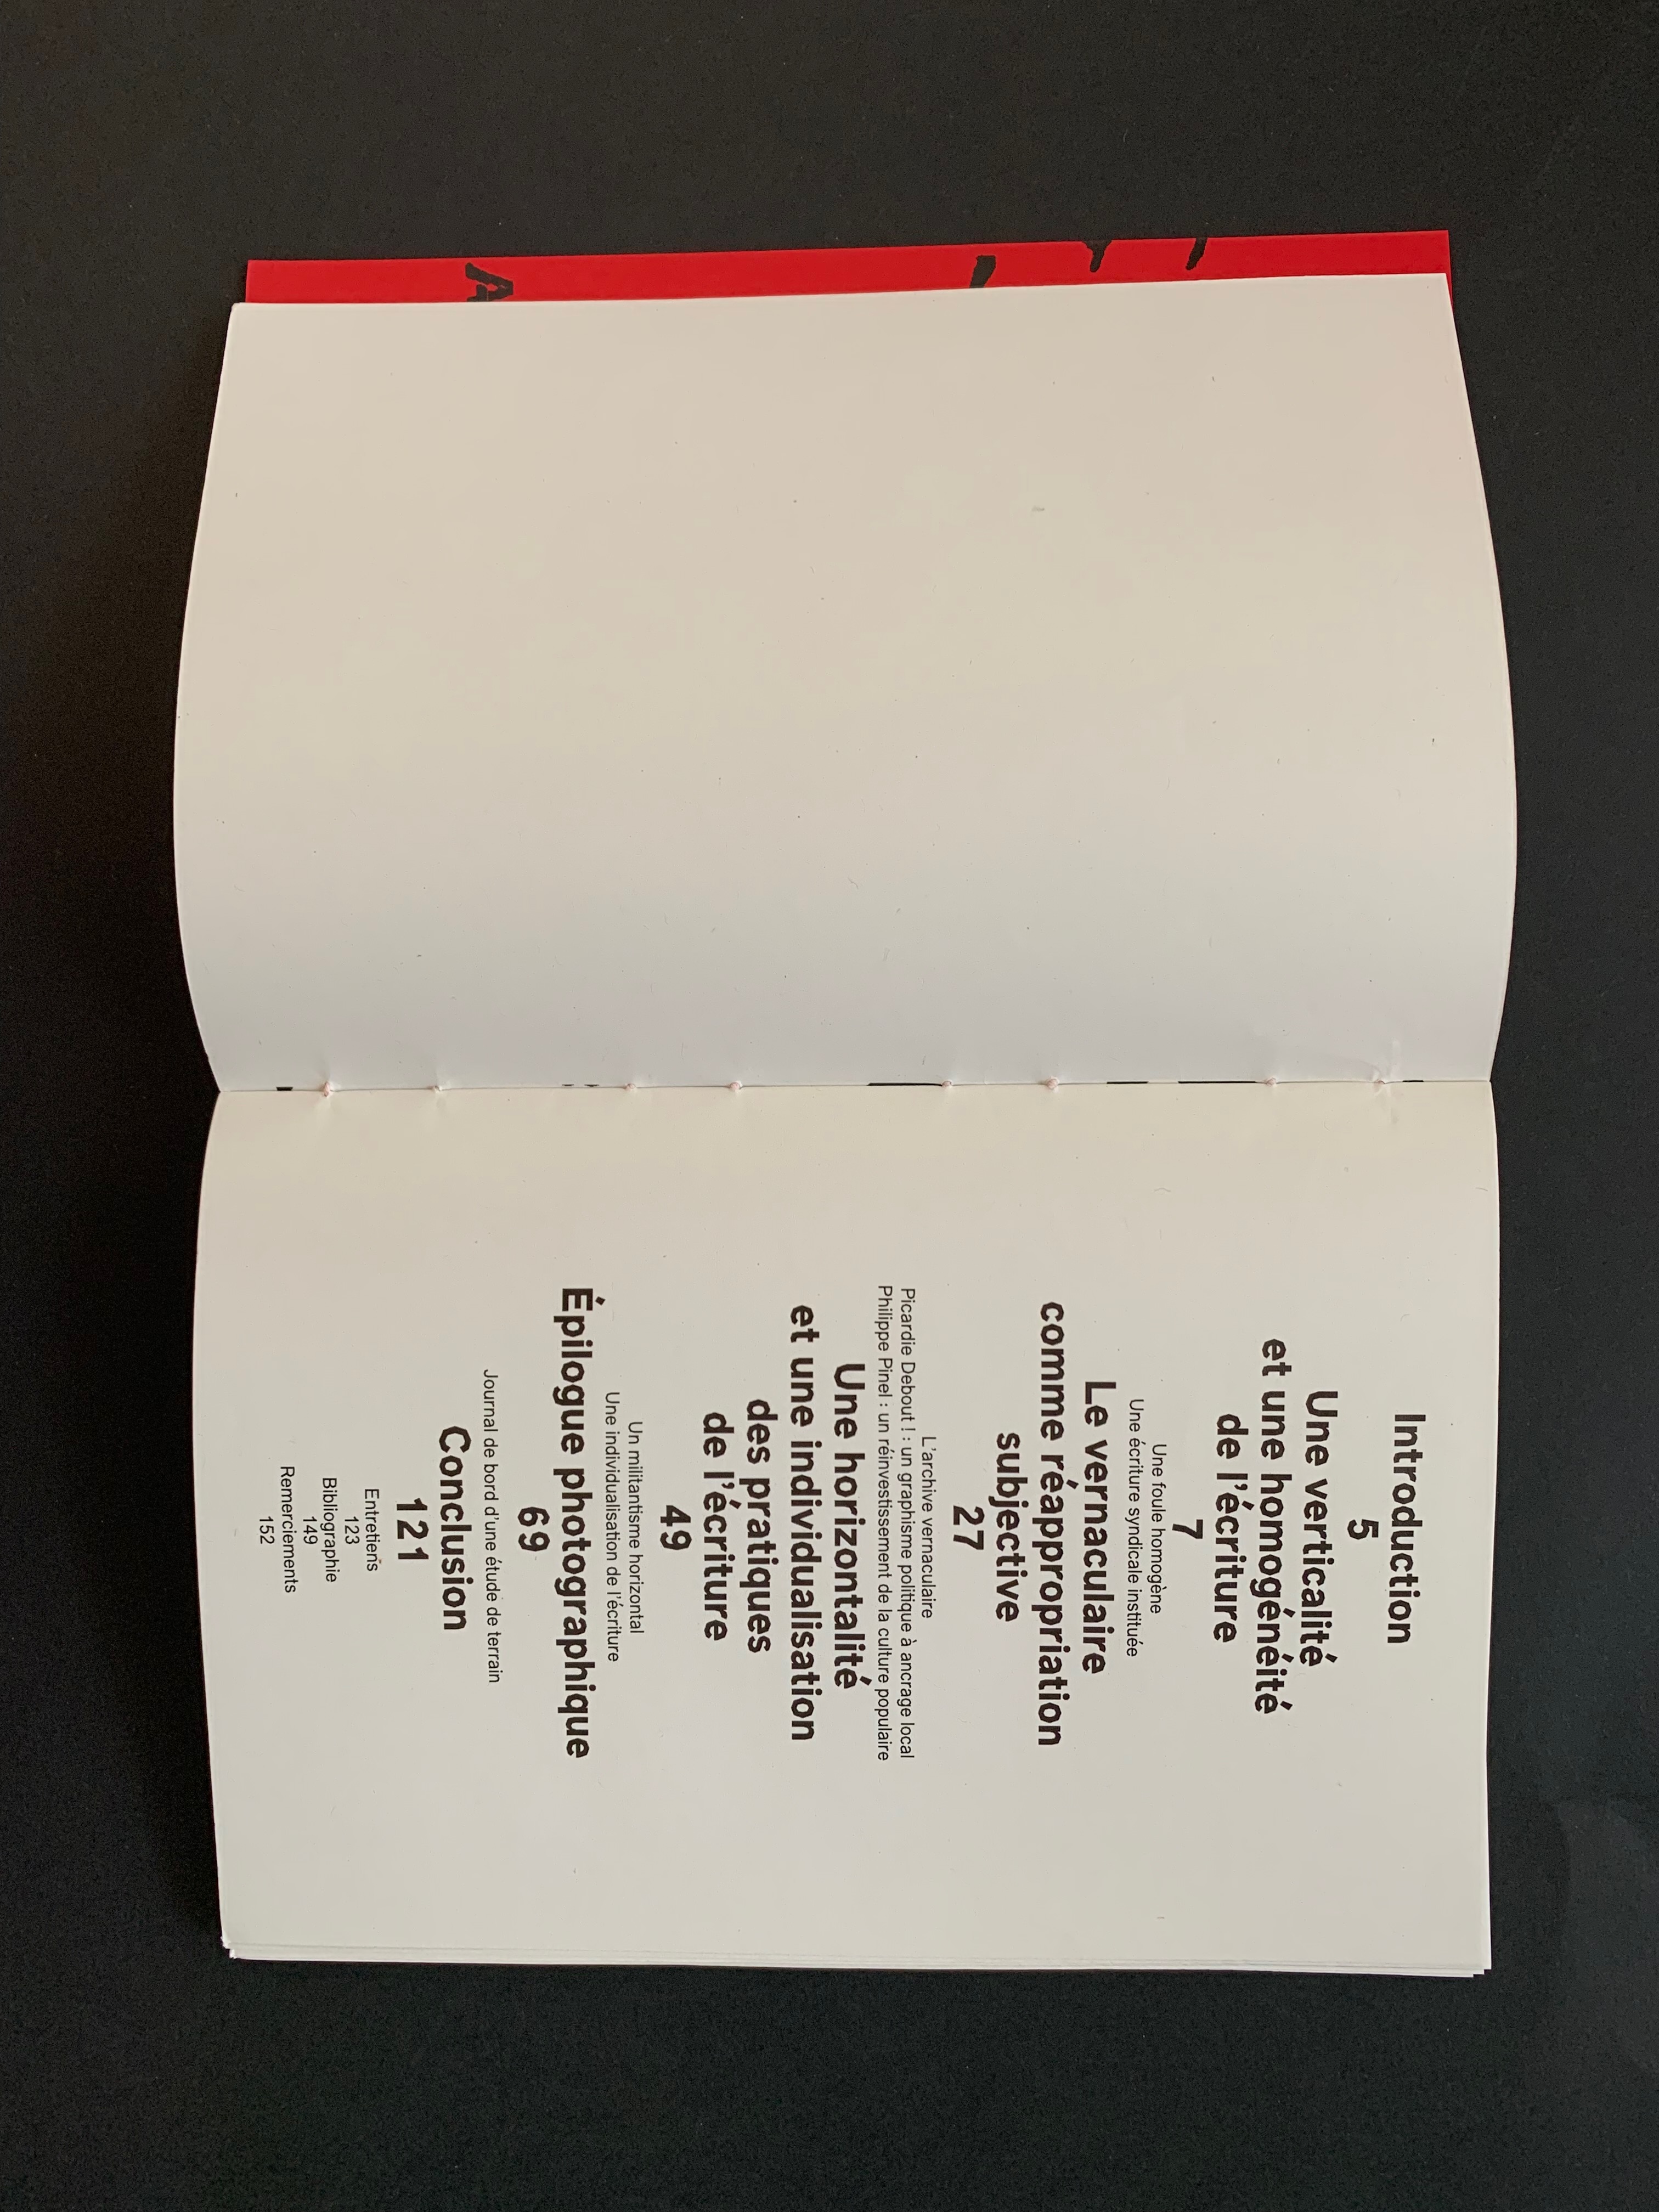 Introduction
5
Une verticalité
et une homogénéité
de l'écriture
7
Une foule homogène
Une écriture syndicale instituée
Le vernaculaire
comme réappropriation
subjective
27
L'archive vernaculaire
Picardie Debout ! : un graphisme politique à ancrage local
Philippe Pinel : un réinvestissement de la culture populaire
Une horizontalité
et une individualisation
des pratiques
de l'écriture
49
Un militantisme horizontal
Une individualisation de l'écriture
Épilogue photographique
69
Journal de bord d'une étude de terrain
Conclusion
121
Entretiens
123
Bibliographie
149
Remerciements
152